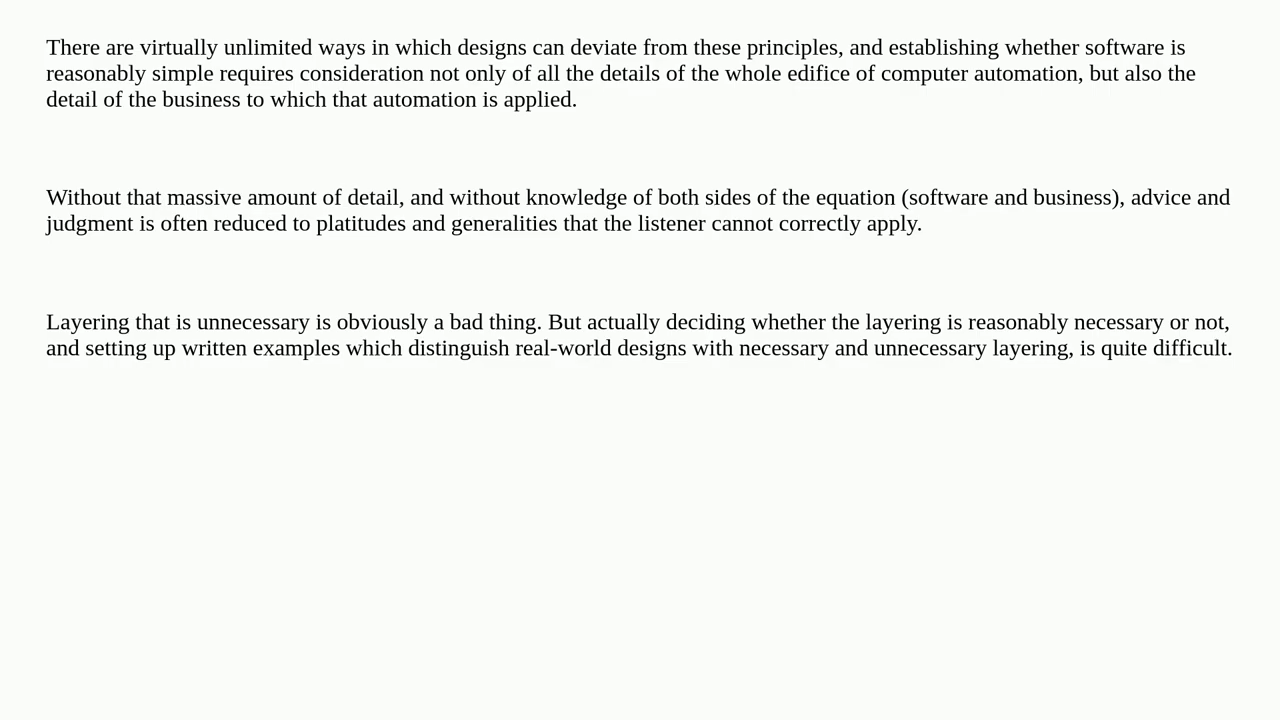 There are virtually unlimited ways in which designs can deviate from these principles, and establishing whether software is
reasonably simple requires consideration not only of all the details of the whole edifice of computer automation, but also the
detail of the business to which that automation is applied.
Without that massive amount of detail, and without knowledge of both sides of the equation (software and business), advice and
judgment is often reduced to platitudes and generalities that the listener cannot correctly apply.
Layering that is unnecessary is obviously a bad thing. But actually deciding whether the layering is reasonably necessary or not,
and setting up written examples which distinguish real-world designs with necessary and unnecessary layering, is quite difficult.